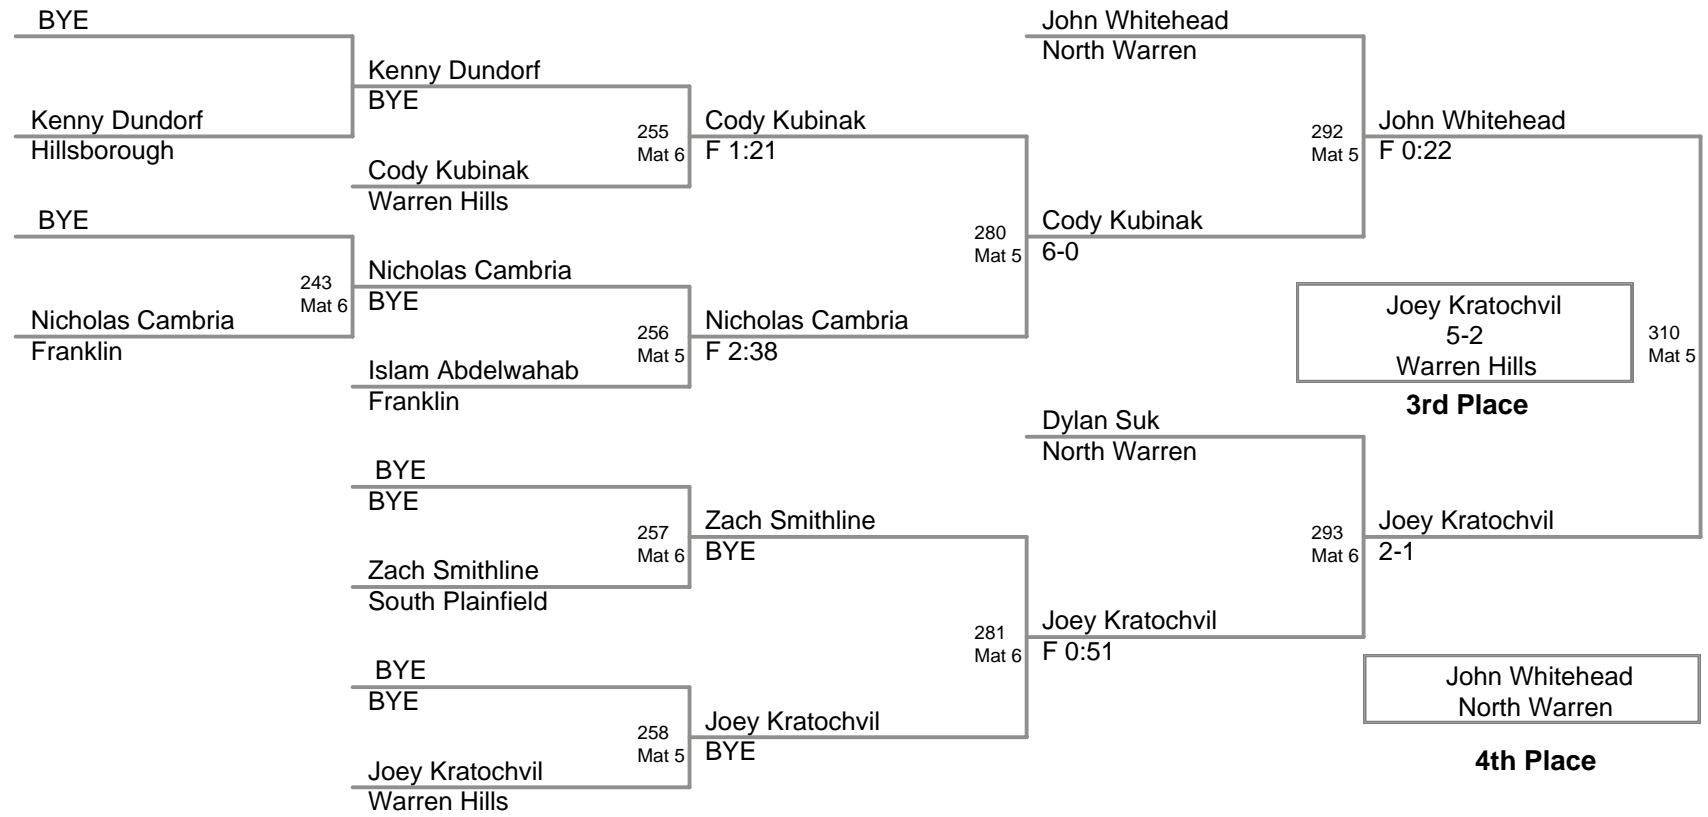 BYE
Kenny Dundorf
Hillsborough
BYE
Nicholas Cambria
Franklin
243
Mat 6
Kenny Dundorf
BYE
Cody Kubinak
Warren Hills
Nicholas Cambria
BYE
Islam Abdelwahab
Franklin
BYE
BYE
Zach Smithline
South Plainfield
BYE
BYE
Joey Kratochvil
Warren Hills
255
Mat 6
256
Mat 5
257
Mat 6
258
Mat 5
Cody Kubinak
F 1:21
Nicholas Cambria
F 2:38
Zach Smithline
BYE
Joey Kratochvil
BYE
280
Mat 5
281
Mat 6
John Whitehead
North Warren
Cody Kubinak
6-0
Dylan Suk
North Warren
Joey Kratochvil
F 0:51
292
Mat 5
293
Mat 6
John Whitehead
F 0:22
Joey Kratochvil
2-1
310
Mat 5
Joey Kratochvil
5-2
Warren Hills
3rd Place
John Whitehead
North Warren
4th Place